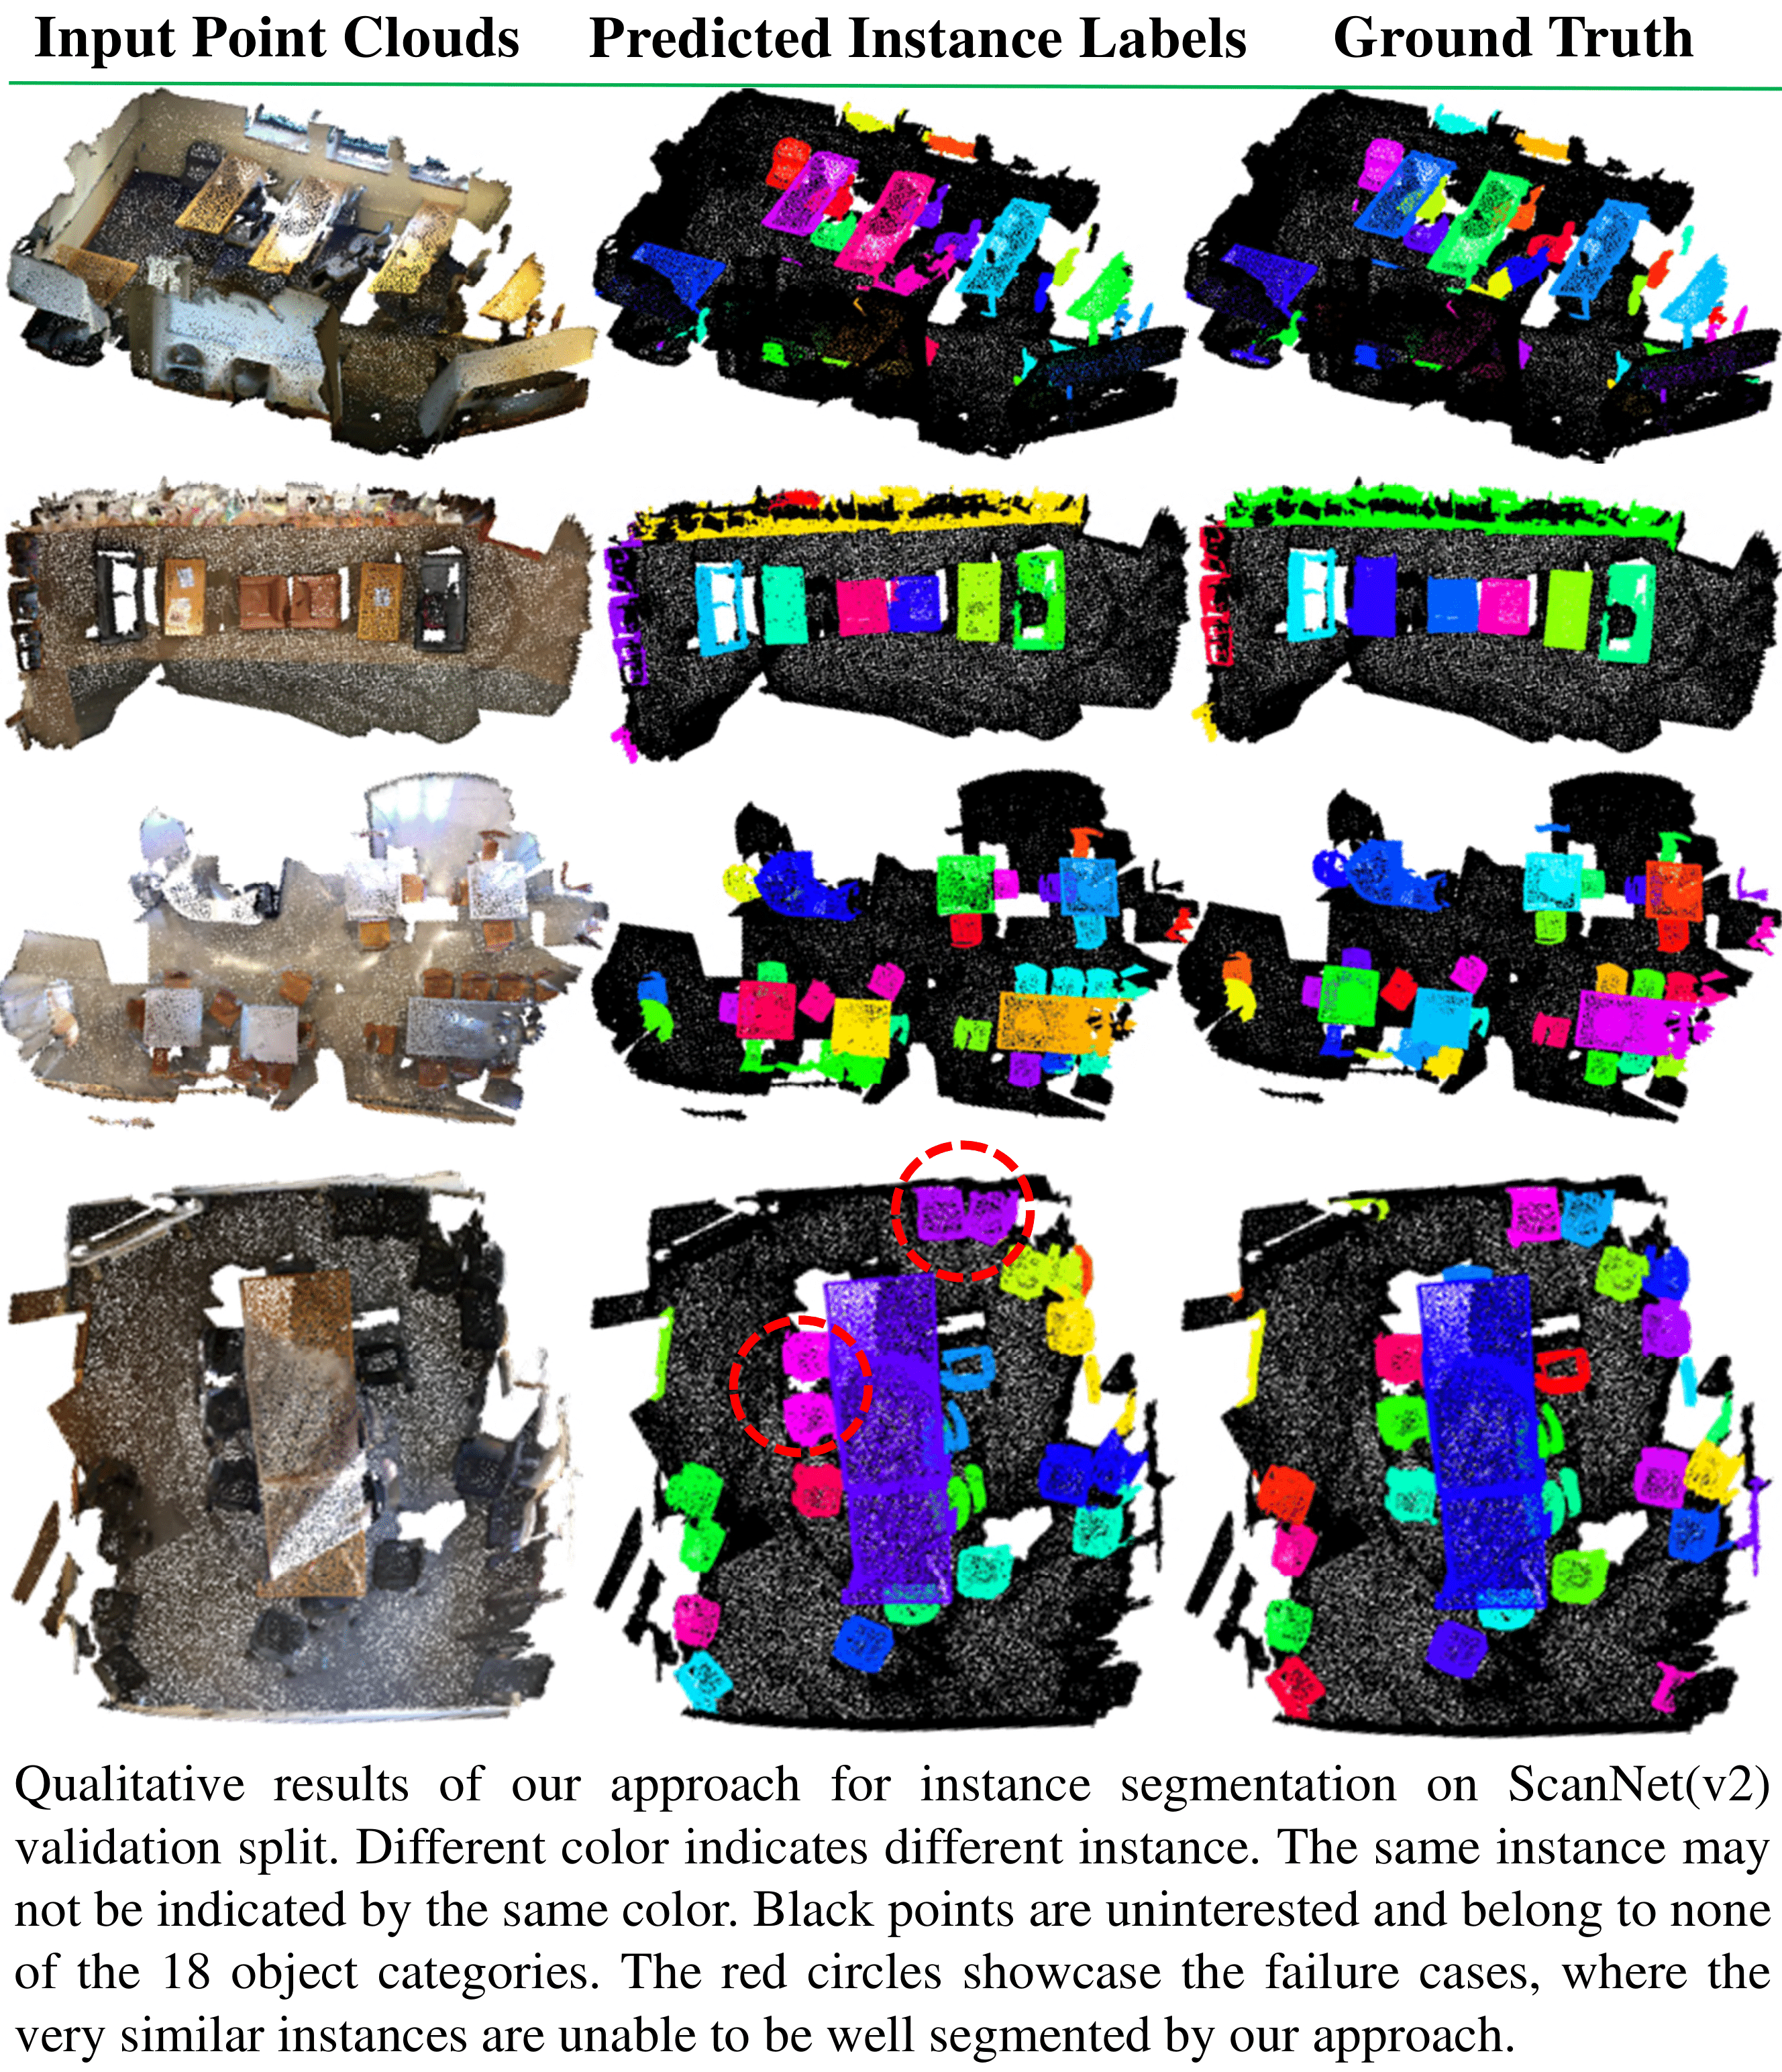 Input Point Clouds Predicted Instance Labels Ground Truth
Qualitative results of our approach for instance segmentation on ScanNet(v2)
validation split. Different color indicates different instance. The same instance may
not be indicated by the same color. Black points are uninterested and belong to none
of the 18 object categories. The red circles showcase the failure cases, where the
very similar instances are unable to be well segmented by our approach.